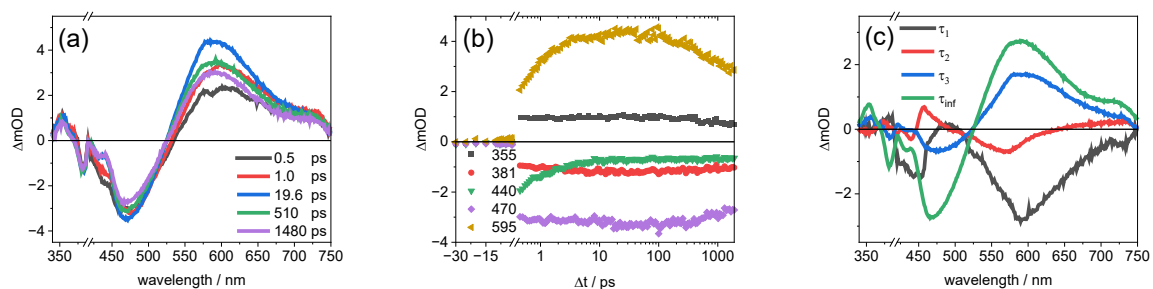 (a)
ΔmOD
4
2
0
-2
-4
350
450
500
550
600
650
700
750
wavelength / nm
0.5 ps
1.0 ps
19.6 ps
510 ps
1480 ps
(b)
ΔmOD
4
2
0
-2
-4
-30
-15
1
10
100
1000
Δt / ps
355
381
440
470
595
(c)
ΔmOD
2
0
-2
350
450
500
550
600
650
700
750
wavelength / nm
τ1
τ2
τ3
τinf